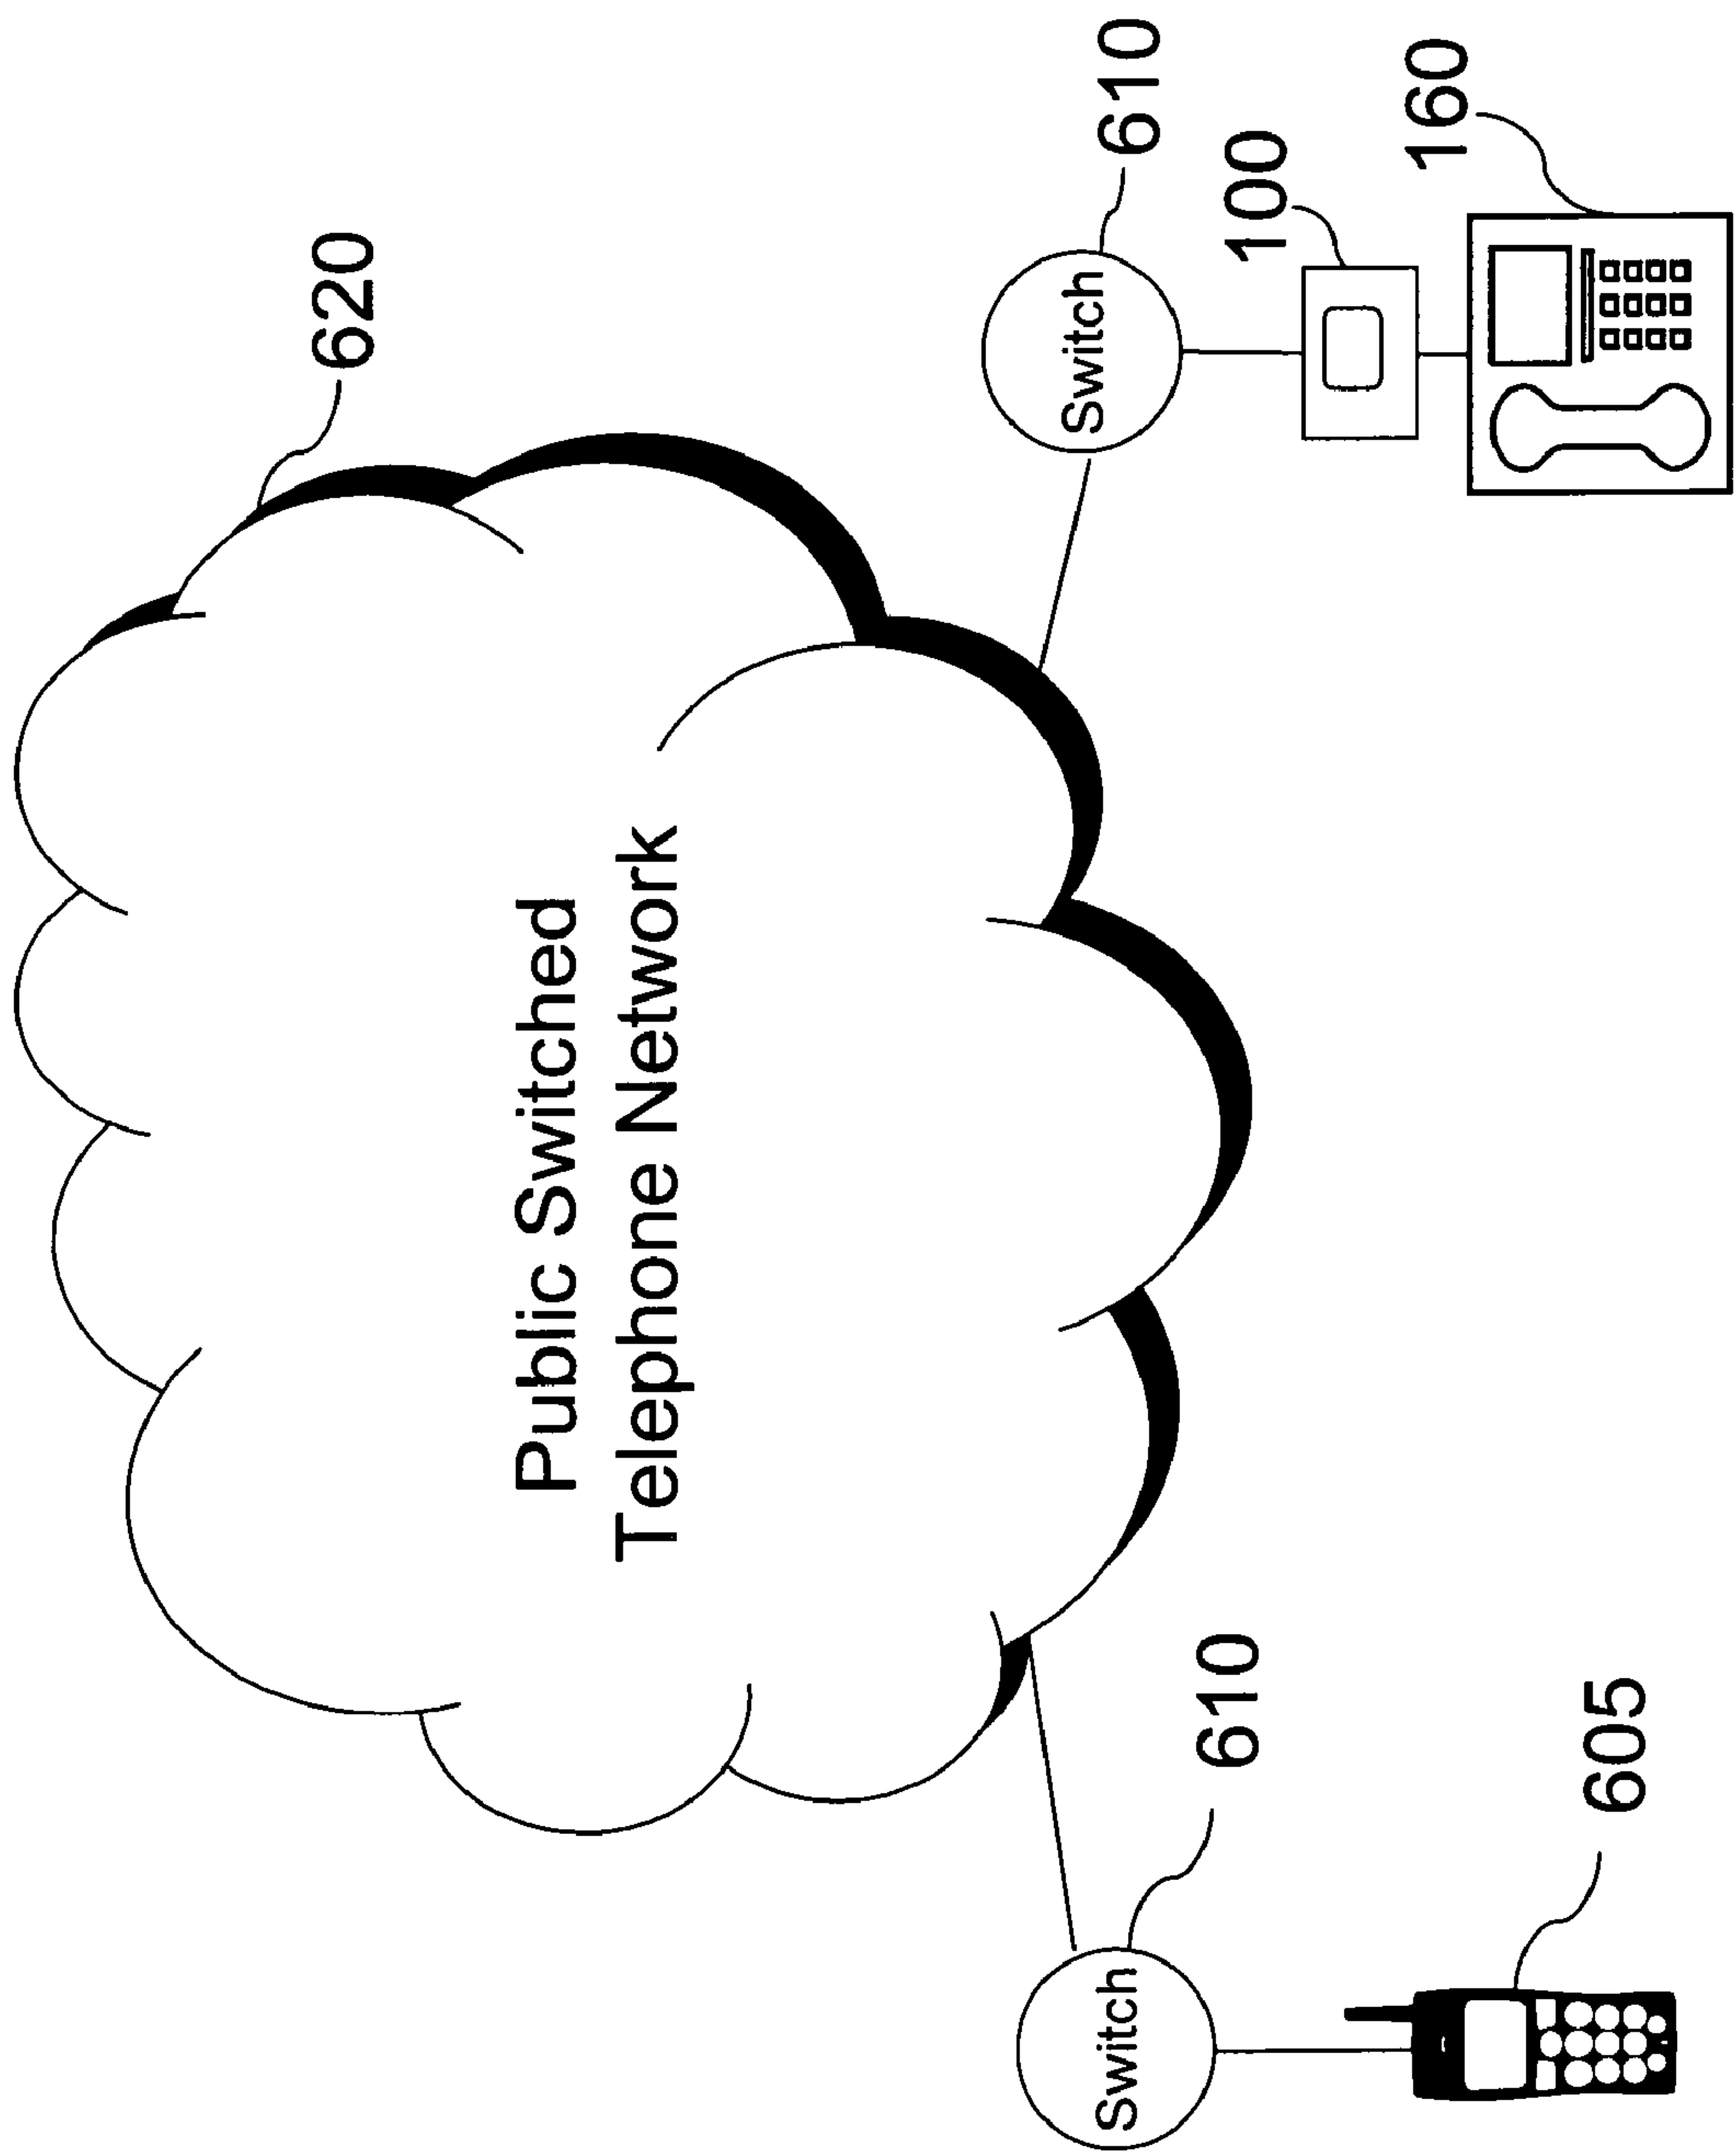 620
Public Switched
Telephone Network
Switch
610
100
160
Switch
610
605